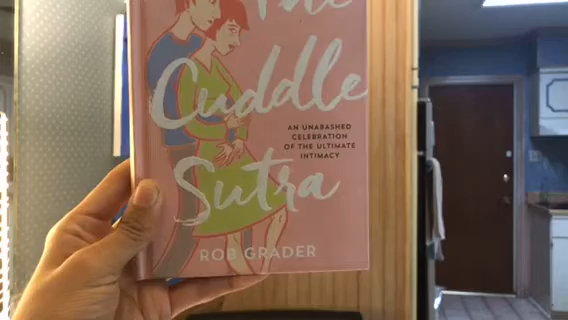 The
Cuddle
AN UNABASHED
CELEBRATION
OF THE ULTIMATE
INTIMACY
Sutra
ROB GRADER